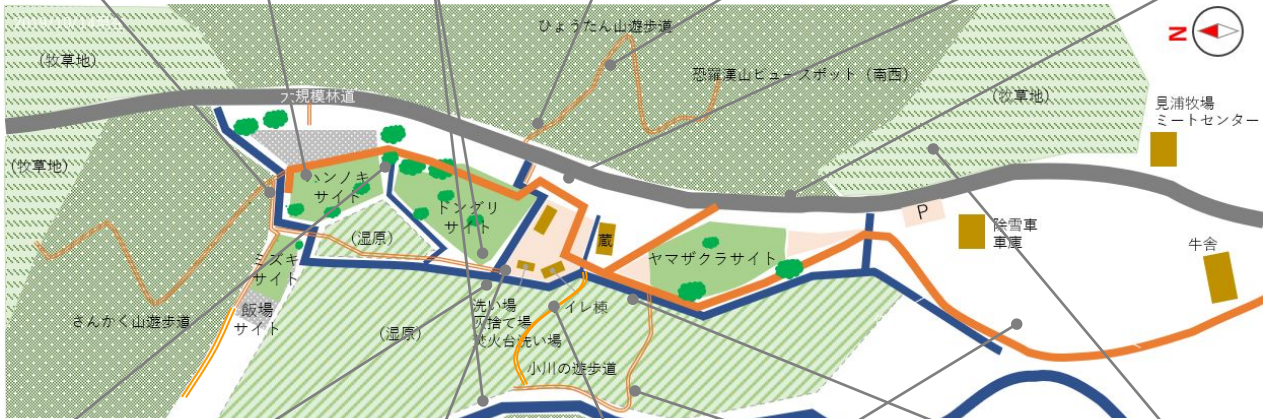 ひょうたん山遊歩道
N
(牧草地)
恐羅漢山ビュースポット（南西）
大規模林道
(牧草地)
見浦牧場
ミートセンター
(牧草地)
ハンノキ
サイト
ドングリ
サイト
P
(湿原)
除雪車
車庫
蔵
牛舎
ミズキ
サイト
ヤマザクラサイト
飯場
サイト
洗い場
灰捨て場
焚火台洗い場
トイレ棟
さんかく山遊歩道
(湿原)
小川の遊歩道